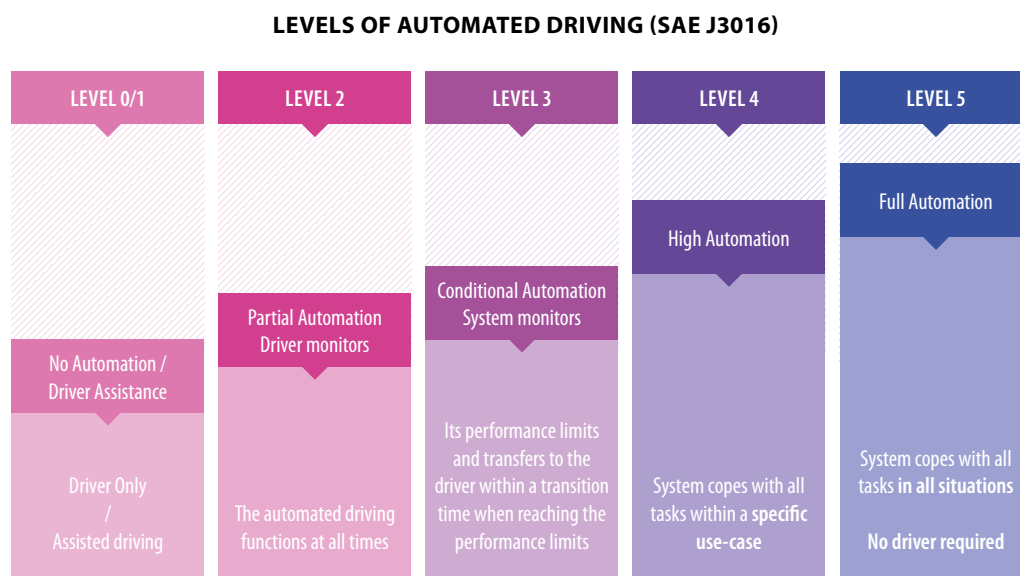 LEVELS OF AUTOMATED DRIVING (SAE J3016)
LEVEL 0/1
No Automation /
Driver Assistance
Driver Only
/
Assisted driving
LEVEL 2
Partial Automation
Driver monitors
The automated driving
functions at all times
LEVEL 3
Conditional Automation
System monitors
Its performance limits
and transfers to the
driver within a transition
time when reaching the
performance limits
LEVEL 4
High Automation
System copes with all
tasks within a specific
use-case
LEVEL 5
Full Automation
System copes with all
tasks in all situations
No driver required